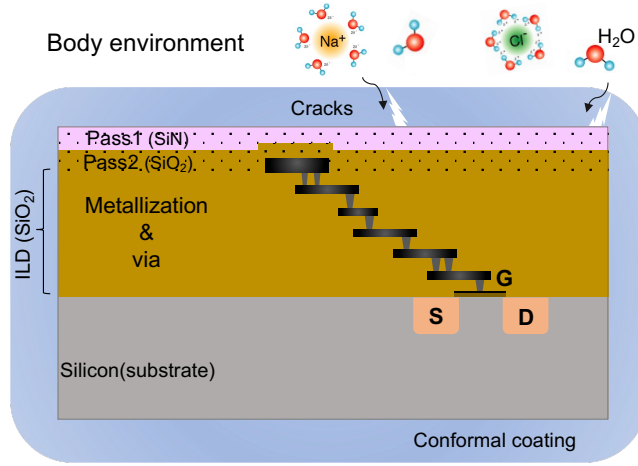 Body environment
Na⁺
Cl⁻
H₂O
Cracks
Pass1 (SiN)
Pass2 (SiO₂)
ILD (SiO₂)
Metallization
&
via
G
S
D
Silicon(substrate)
Conformal coating